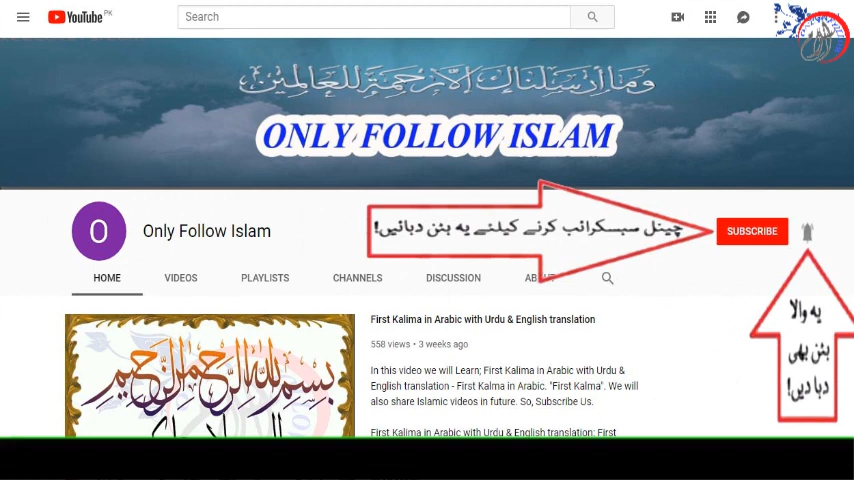 YouTube PK
Search
وما ارسلناك الا رحمة للعالمين
ONLY FOLLOW ISLAM
O
Only Follow Islam
چینل سبسکرائب کرنے کیلئے یہ بٹن دبائیں!
SUBSCRIBE
HOME VIDEOS PLAYLISTS CHANNELS DISCUSSION
یہ والا
بٹن بھی
دبا دیں!
First Kalima in Arabic with Urdu & English translation
558 views • 3 weeks ago
In this video we will Learn; First Kalima in Arabic with Urdu &
English translation - First Kalma in Arabic. "First Kalma". We will
also share Islamic videos in future. So, Subscribe Us.
First Kalima in Arabic with Urdu & English translation: First
بسم الله الرحمن الرحيم